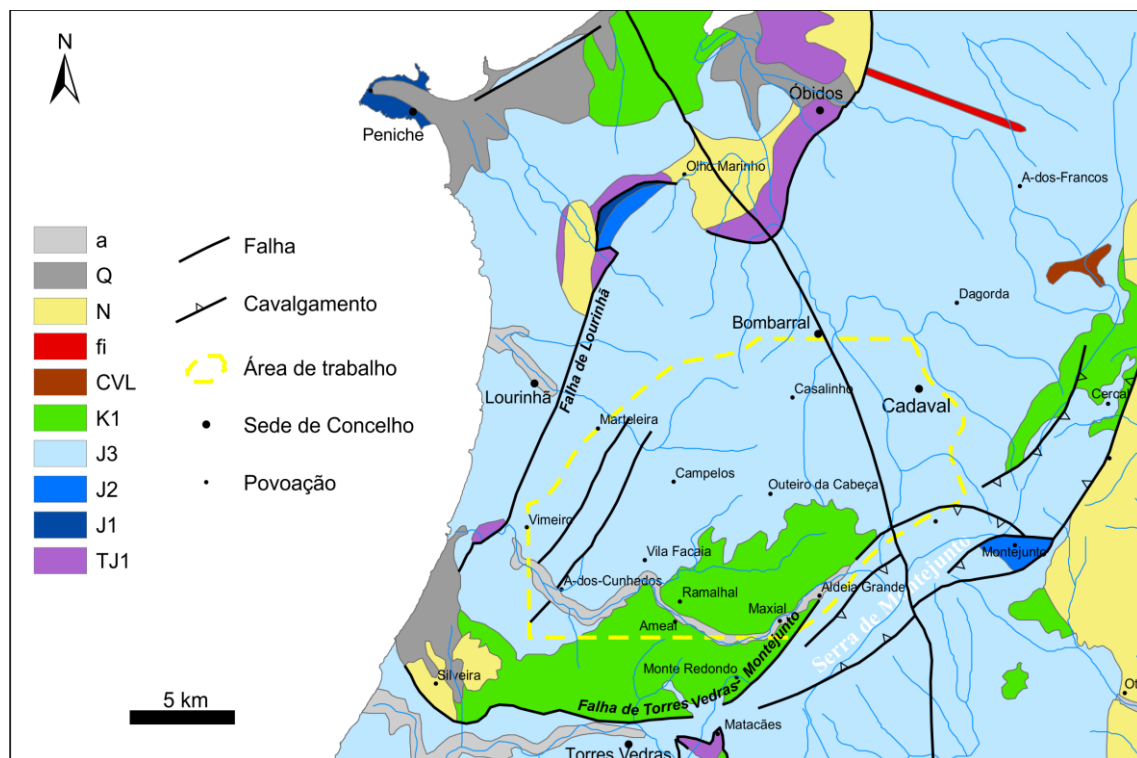 N
Peniche
Óbidos
Olho Marinho
A-dos-Francos
a
Q
N
fi
CVL
K1
J3
J2
J1
TJ1
Falha
Cavalgamento
Área de trabalho
Sede de Concelho
Povoação
5 km
Falha de Lourinhã
Dagorda
Bombarral
Lourinhã
Casalinho
Cadaval
Cercal
Marteleira
Campelos
Outeiro da Cabeça
Vimeiro
Vila Facaia
Montejunto
A-dos-Cunhados
Ramalhal
Aldeia Grande
Maxial
Ameal
Serra de Montejunto
Monte Redondo
Silveira
Falha de Torres Vedras- Montejunto
Ot
Matacães
Torres Vedras